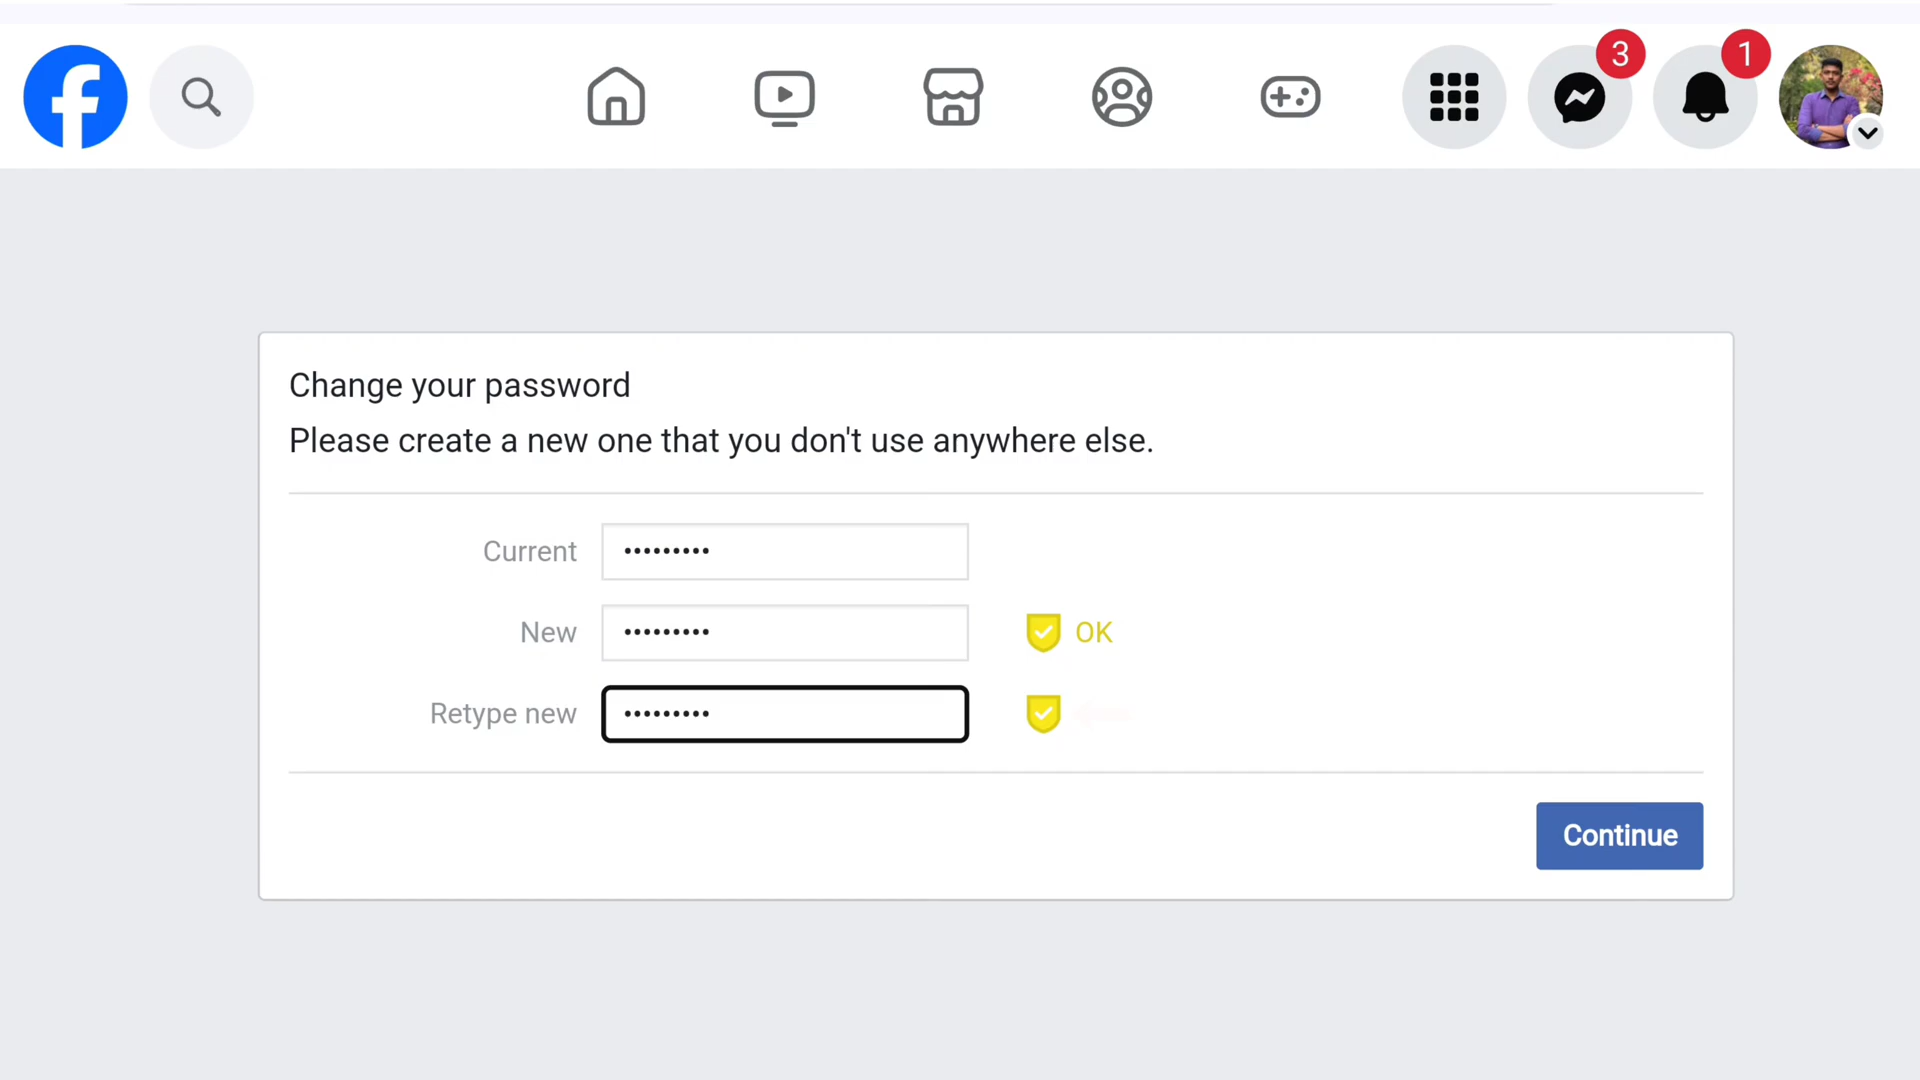 3
1
Change your password
Please create a new one that you don't use anywhere else.
Current •••••••••
New ••••••••• OK
Retype new •••••••••
Continue